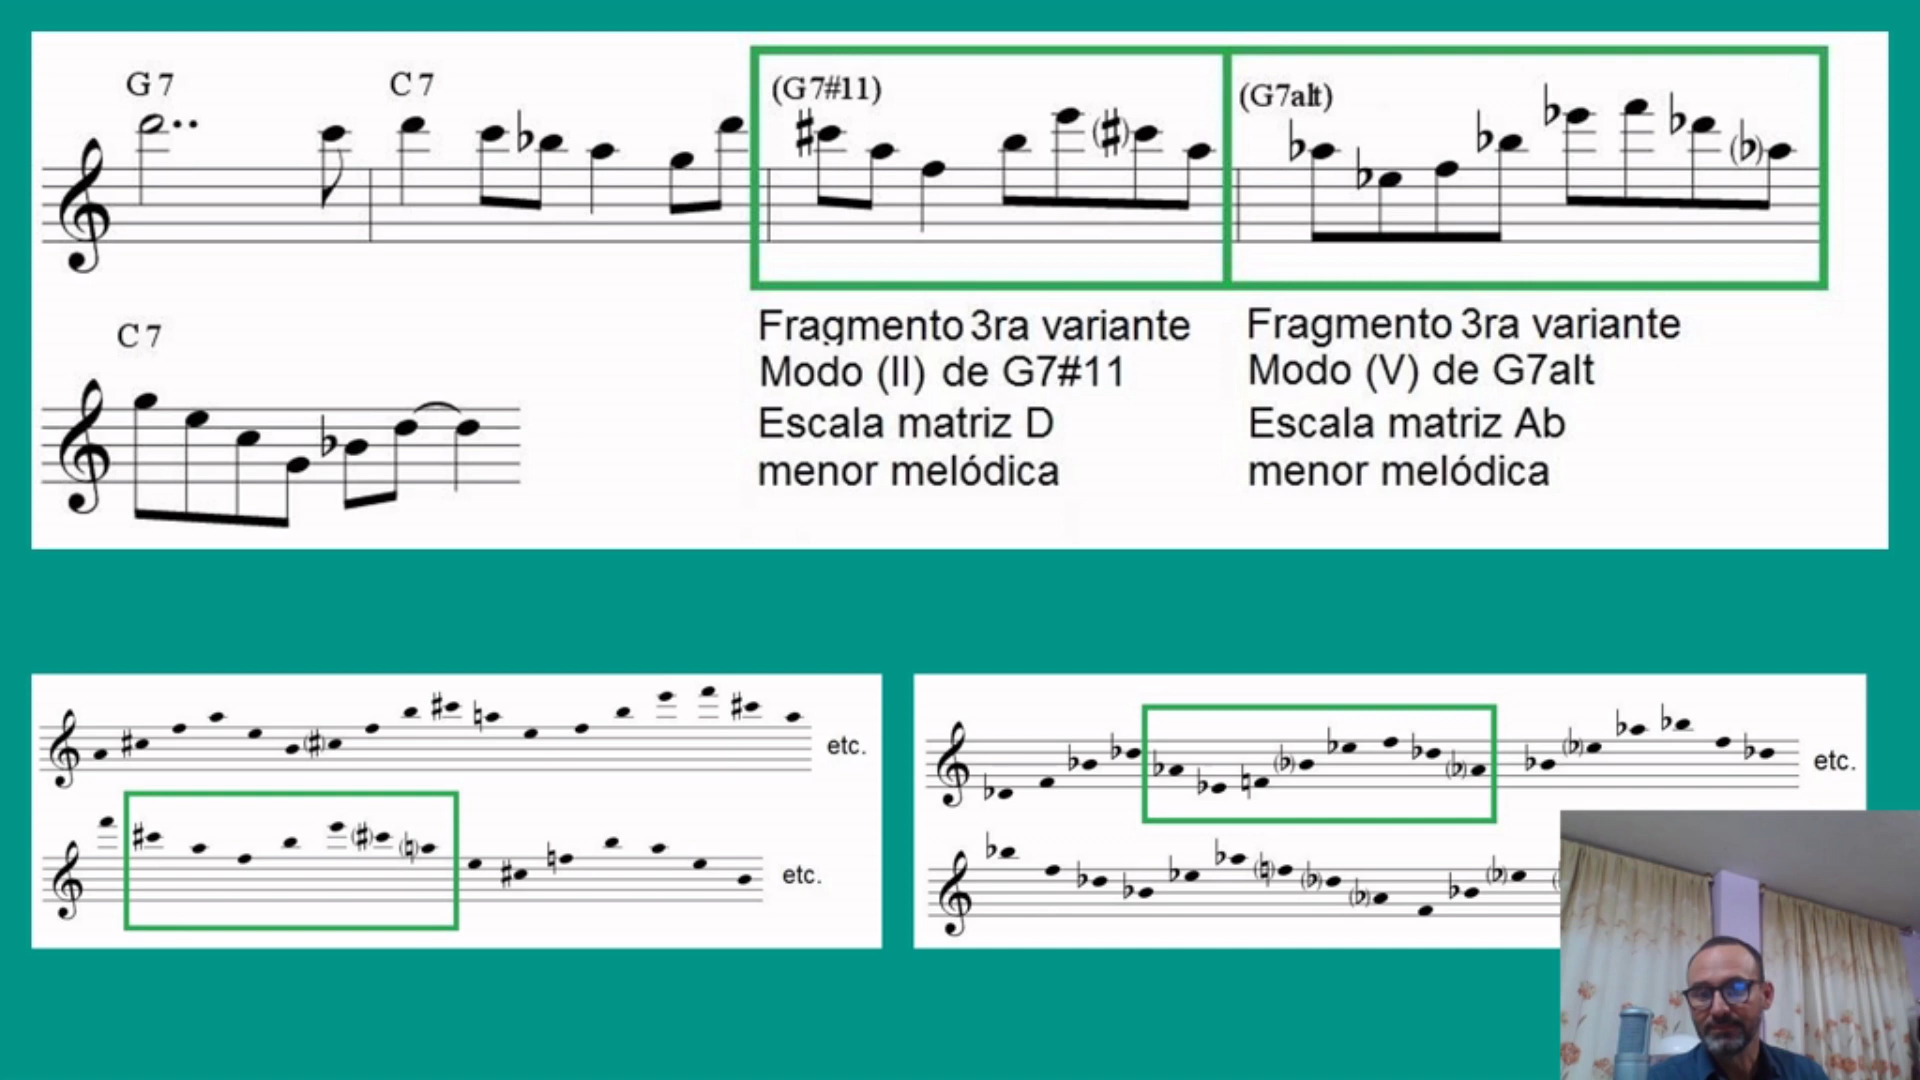 G7 C7 (G7#11) (G7alt)
C7
Fragmento 3ra variante
Modo (II) de G7#11
Escala matriz D
menor melódica
Fragmento 3ra variante
Modo (V) de G7alt
Escala matriz Ab
menor melódica
etc.
etc.
etc.